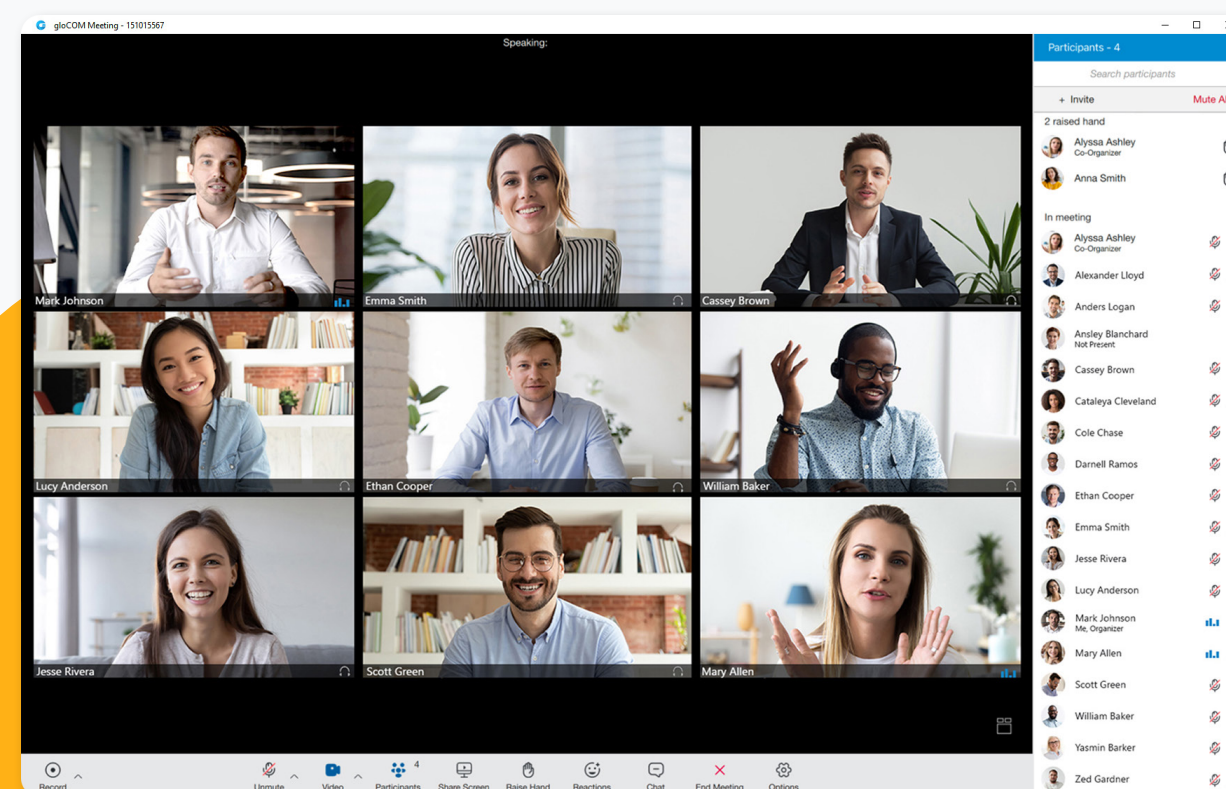 gloCOM Meeting - 151015567
Speaking:
Mark Johnson
Emma Smith
Cassey Brown
Lucy Anderson
Ethan Cooper
William Baker
Jesse Rivera
Scott Green
Mary Allen
Record
Unmute
Video
4
Participants
Share Screen
Raise Hand
Reactions
Chat
End Meeting
Options
Participants - 4
Search participants
+ Invite
Mute Al
2 raised hand
Alyssa Ashley
Co-Organizer
Anna Smith
In meeting
Alyssa Ashley
Co-Organizer
Alexander Lloyd
Anders Logan
Ansley Blanchard
Not Present
Cassey Brown
Cataleya Cleveland
Cole Chase
Darnell Ramos
Ethan Cooper
Emma Smith
Jesse Rivera
Lucy Anderson
Mark Johnson
Me, Organizer
Mary Allen
Scott Green
William Baker
Yasmin Barker
Zed Gardner